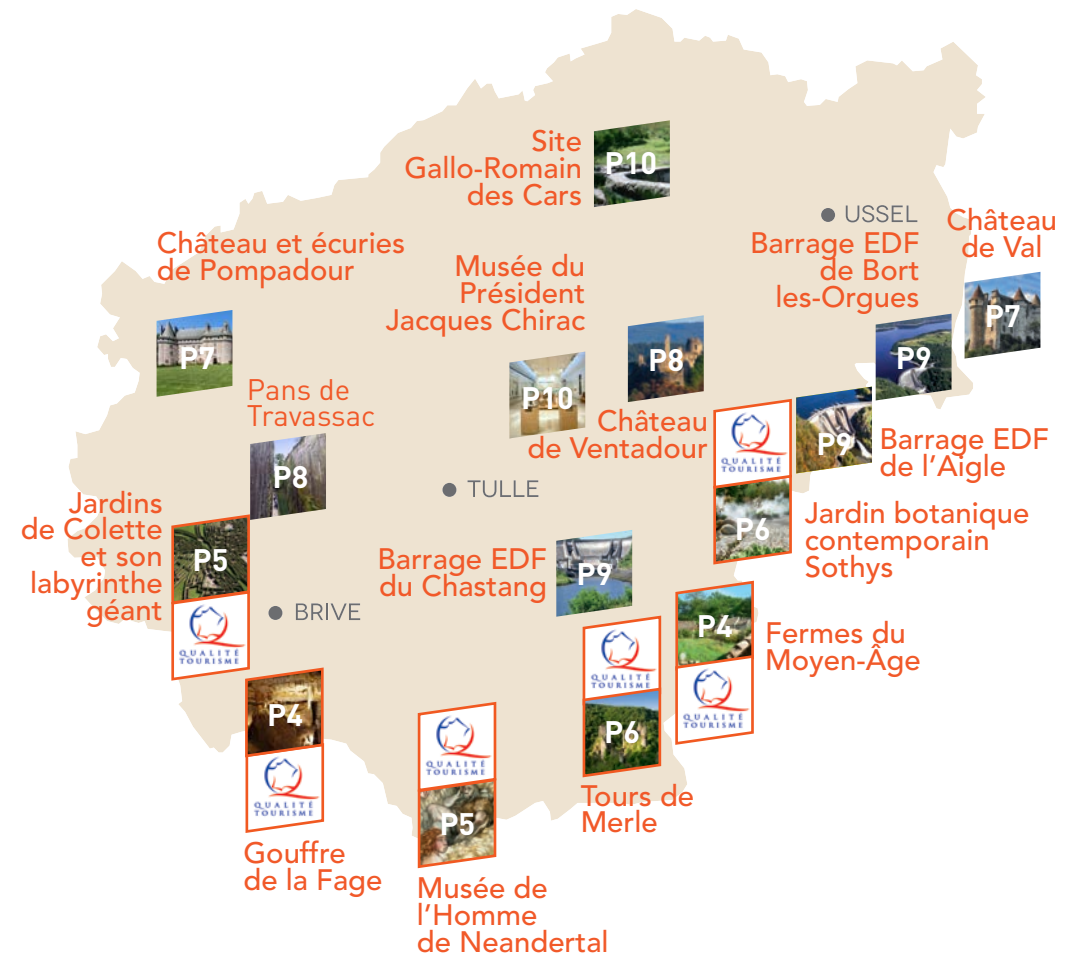 Site
Gallo-Romain
des Cars
P10
USSEL
Château
de Val
P7
Barrage EDF
de Bort
les-Orgues
P9
Château et écuries
de Pompadour
P7
Musée du
Président
Jacques Chirac
P10
P8
Château
de Ventadour
Pans de
Travassac
P8
QUALITÉ
TOURISME
P6
P9
Barrage EDF
de l'Aigle
Jardin botanique
contemporain
Sothys
TULLE
Jardins
de Colette
et son
labyrinthe
géant
P5
QUALITÉ
TOURISME
BRIVE
Barrage EDF
du Chastang
P9
P4
QUALITÉ
TOURISME
Fermes du
Moyen-Âge
QUALITÉ
TOURISME
P6
Tours de
Merle
P4
QUALITÉ
TOURISME
Gouffre
de la Fage
QUALITÉ
TOURISME
P5
Musée de
l'Homme
de Neandertal